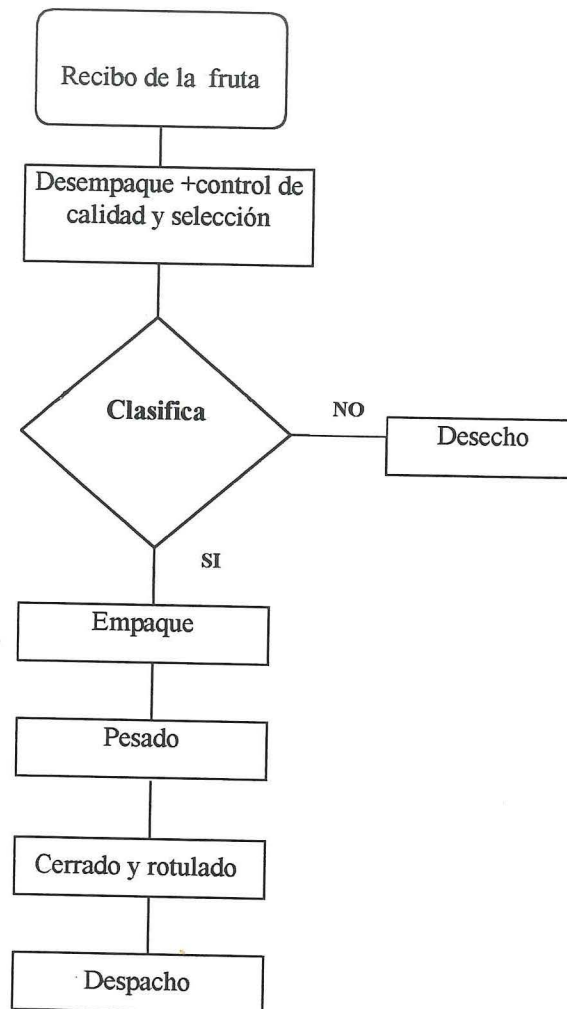 Recibo de la fruta
Desempaque +control de
calidad y selección
Clasifica
NO
Desecho
SI
Empaque
Pesado
Cerrado y rotulado
Despacho